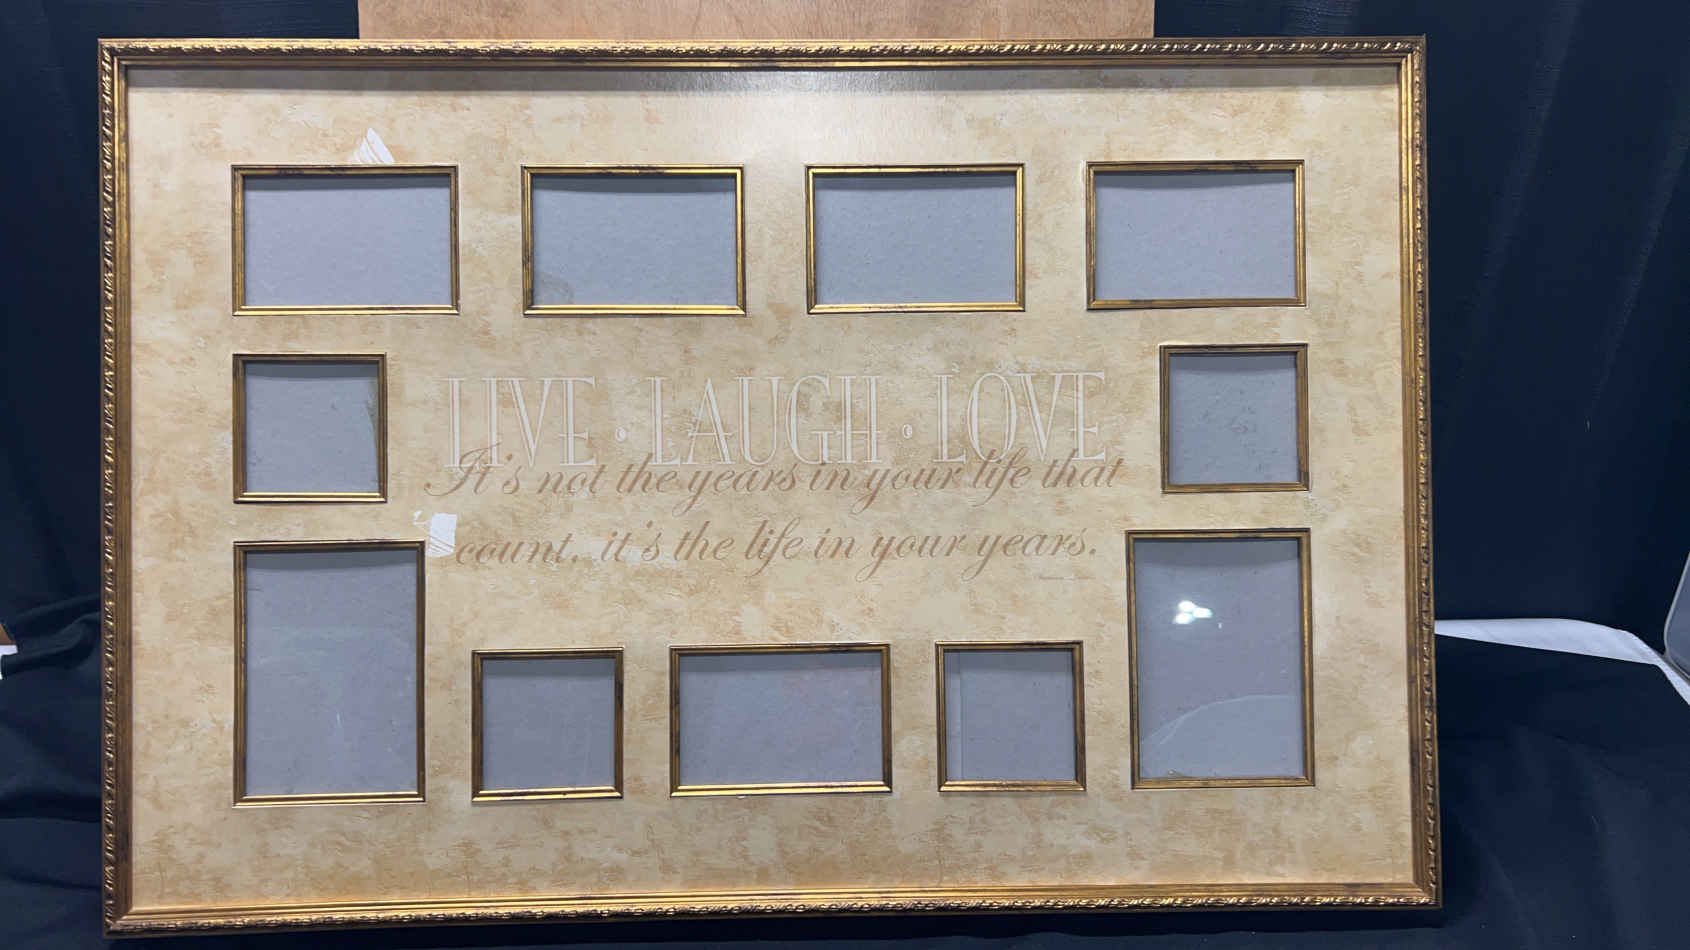 LIVE • LAUGH • LOVE
It's not the years in your life that
count, it's the life in your years.